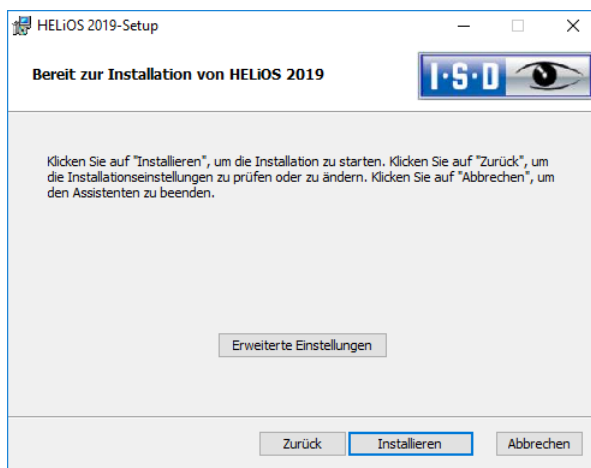 HELiOS 2019-Setup
Bereit zur Installation von HELiOS 2019
I·S·D
Klicken Sie auf "Installieren", um die Installation zu starten. Klicken Sie auf "Zurück", um
die Installationseinstellungen zu prüfen oder zu ändern. Klicken Sie auf "Abbrechen", um
den Assistenten zu beenden.
Erweiterte Einstellungen
Zurück Installieren Abbrechen